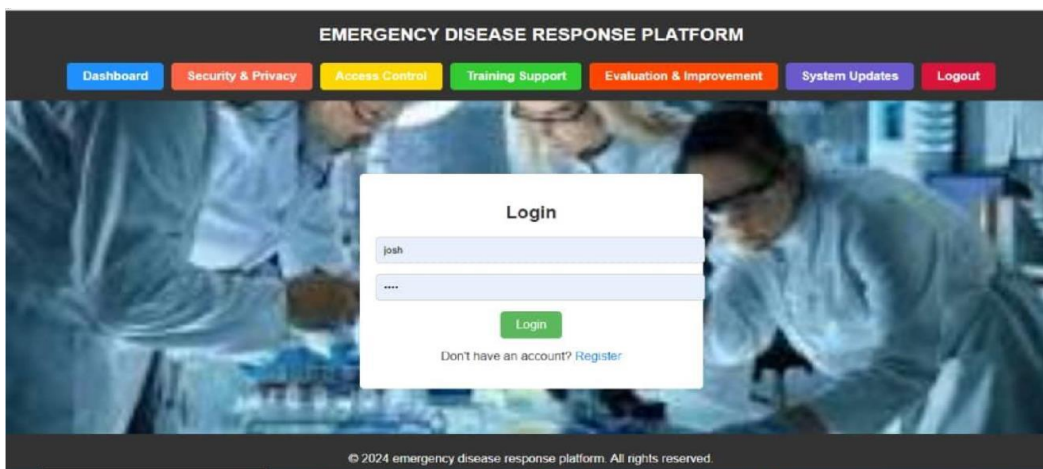 EMERGENCY DISEASE RESPONSE PLATFORM
Dashboard Security & Privacy Access Control Training Support Evaluation & Improvement System Updates Logout
Login
josh
••••
Login
Don't have an account? Register
© 2024 emergency disease response platform. All rights reserved.